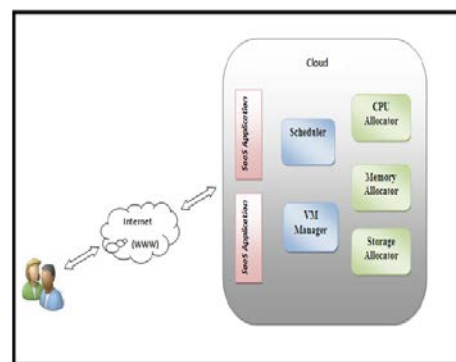 Cloud
SaaS Application
Scheduler
CPU
Allocator
Memory
Allocator
SaaS Application
VM
Manager
Storage
Allocator
Internet
(WWW)